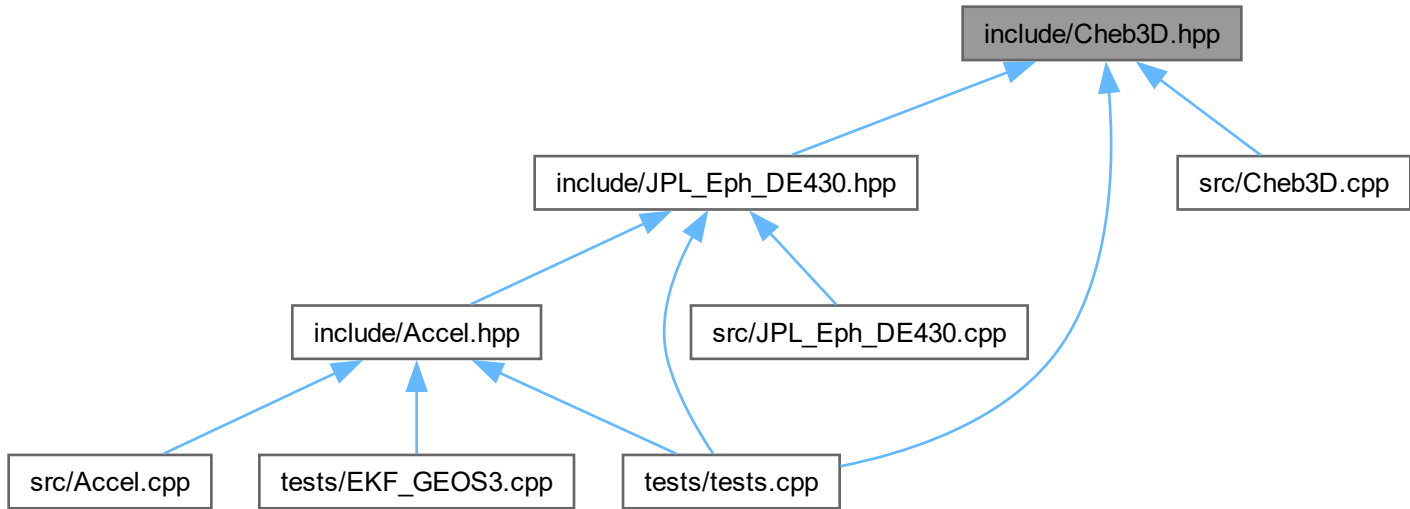 include/Cheb3D.hpp
include/JPL_Eph_DE430.hpp
src/Cheb3D.cpp
include/Accel.hpp
src/JPL_Eph_DE430.cpp
src/Accel.cpp
tests/EKF_GEOS3.cpp
tests/tests.cpp